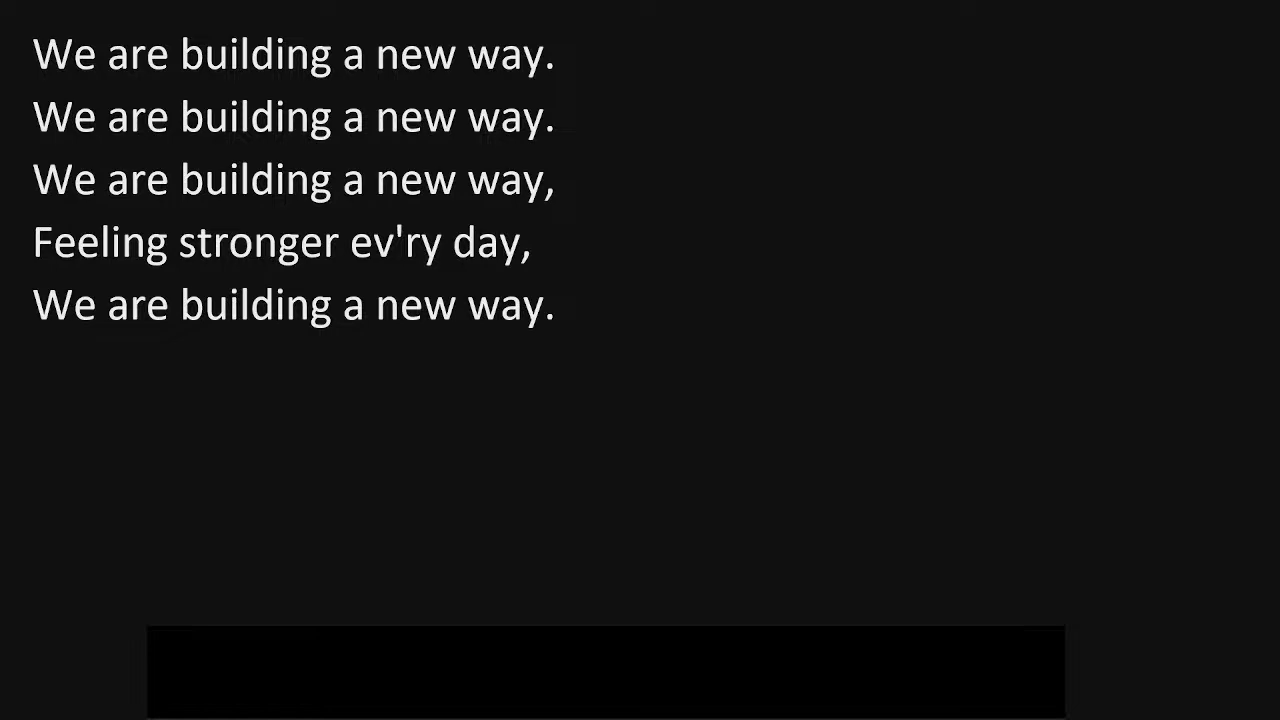 We are building a new way.
We are building a new way.
We are building a new way,
Feeling stronger ev'ry day,
We are building a new way.